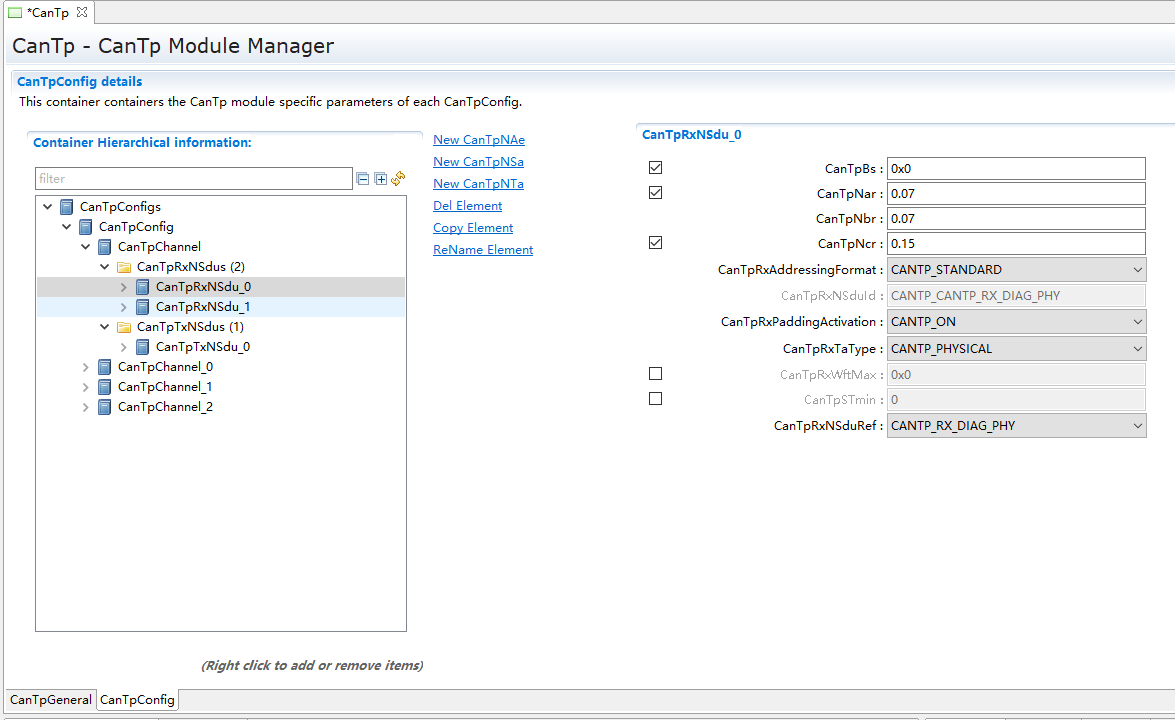 *CanTp
CanTp - CanTp Module Manager
CanTpConfig details
This container containers the CanTp module specific parameters of each CanTpConfig.
Container Hierarchical information:
filter
CanTpConfigs
CanTpConfig
CanTpChannel
CanTpRxNSdus (2)
CanTpRxNSdu_0
CanTpRxNSdu_1
CanTpTxNSdus (1)
CanTpTxNSdu_0
CanTpChannel_0
CanTpChannel_1
CanTpChannel_2
(Right click to add or remove items)
New CanTpNAe
New CanTpNSa
New CanTpNTa
Del Element
Copy Element
ReName Element
CanTpRxNSdu_0
CanTpBs : 0x0
CanTpNar : 0.07
CanTpNbr : 0.07
CanTpNcr : 0.15
CanTpRxAddressingFormat : CANTP_STANDARD
CanTpRxNSduId : CANTP_CANTP_RX_DIAG_PHY
CanTpRxPaddingActivation : CANTP_ON
CanTpRxTaType : CANTP_PHYSICAL
CanTpRxWftMax : 0x0
CanTpSTmin : 0
CanTpRxNSduRef : CANTP_RX_DIAG_PHY
CanTpGeneral CanTpConfig